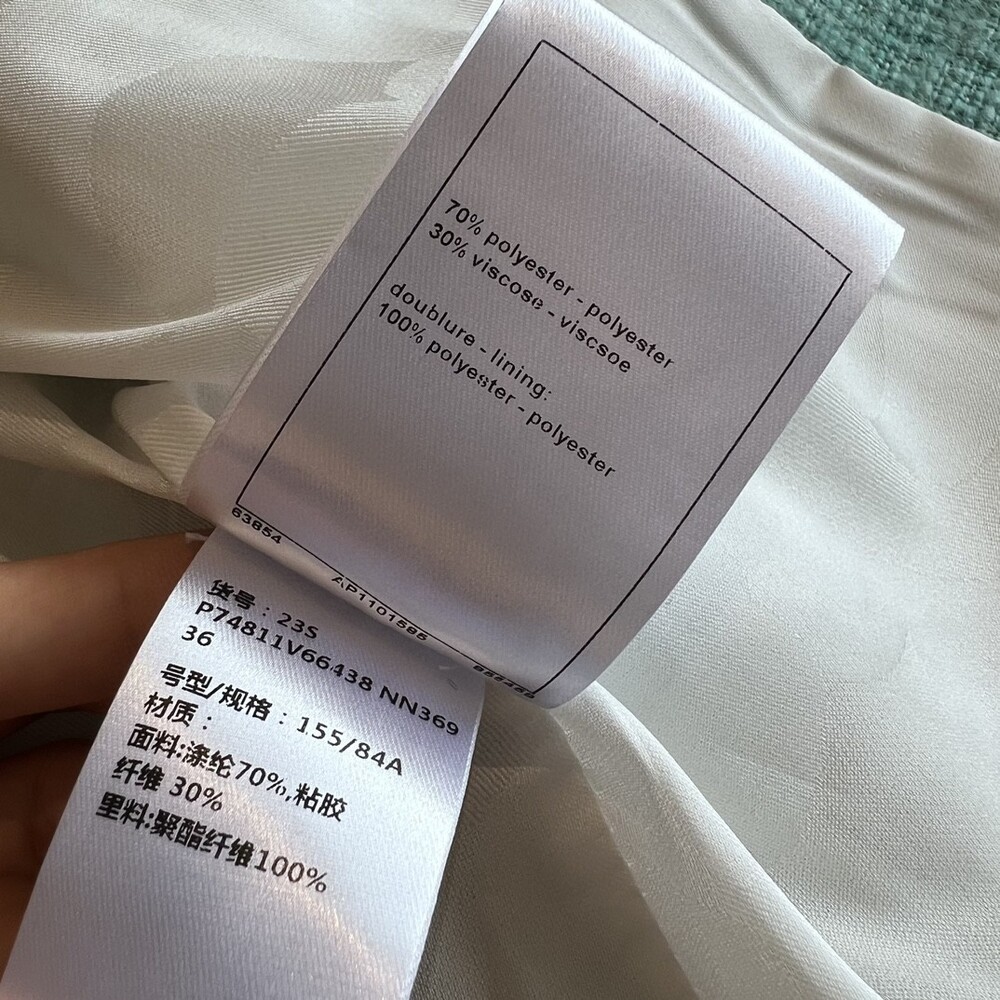 70% polyester - polyester
30% viscose - viscsoe
doublure - lining:
100% polyester - polyester
63854 AP1101585
货号：23S
P74811V66438 NN369
36
号型/规格：155/84A
材质：
面料:涤纶70%,粘胶
纤维 30%
里料:聚酯纤维100%